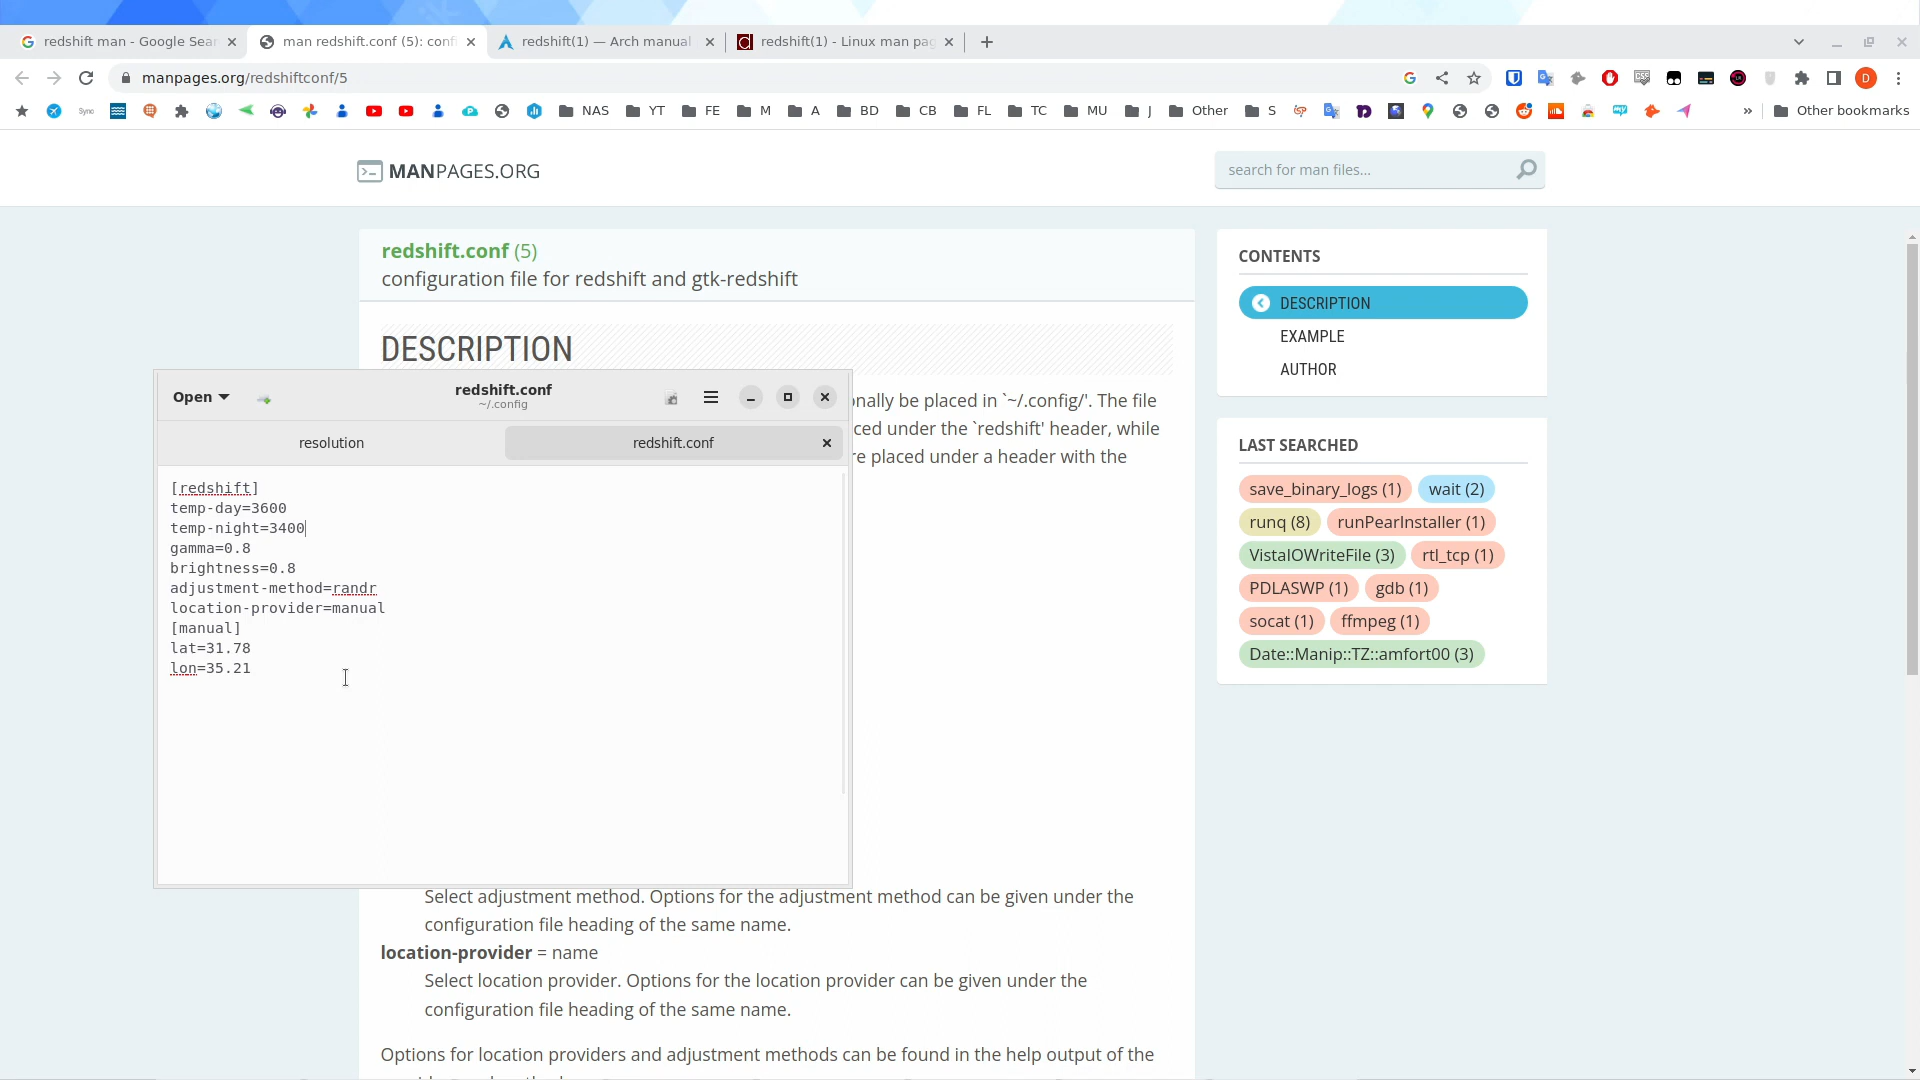 redshift man - Google Sear
man redshift.conf (5): conf
redshift(1) — Arch manual
redshift(1) - Linux man pag
manpages.org/redshiftconf/5
D
Sync
NAS
YT
FE
M
A
BD
CB
FL
TC
MU
J
Other
S
»
Other bookmarks
MANPAGES.ORG
search for man files...
redshift.conf (5)
configuration file for redshift and gtk-redshift
DESCRIPTION
onally be placed in `~/.config/'. The file
ced under the `redshift' header, while
re placed under a header with the
Open
redshift.conf
~/.config
resolution
redshift.conf
[redshift]
temp-day=3600
temp-night=3400
gamma=0.8
brightness=0.8
adjustment-method=randr
location-provider=manual
[manual]
lat=31.78
lon=35.21
Select adjustment method. Options for the adjustment method can be given under the
configuration file heading of the same name.
location-provider = name
Select location provider. Options for the location provider can be given under the
configuration file heading of the same name.
Options for location providers and adjustment methods can be found in the help output of the
CONTENTS
DESCRIPTION
EXAMPLE
AUTHOR
LAST SEARCHED
save_binary_logs (1)
wait (2)
runq (8)
runPearInstaller (1)
VistaIOWriteFile (3)
rtl_tcp (1)
PDLASWP (1)
gdb (1)
socat (1)
ffmpeg (1)
Date::Manip::TZ::amfort00 (3)